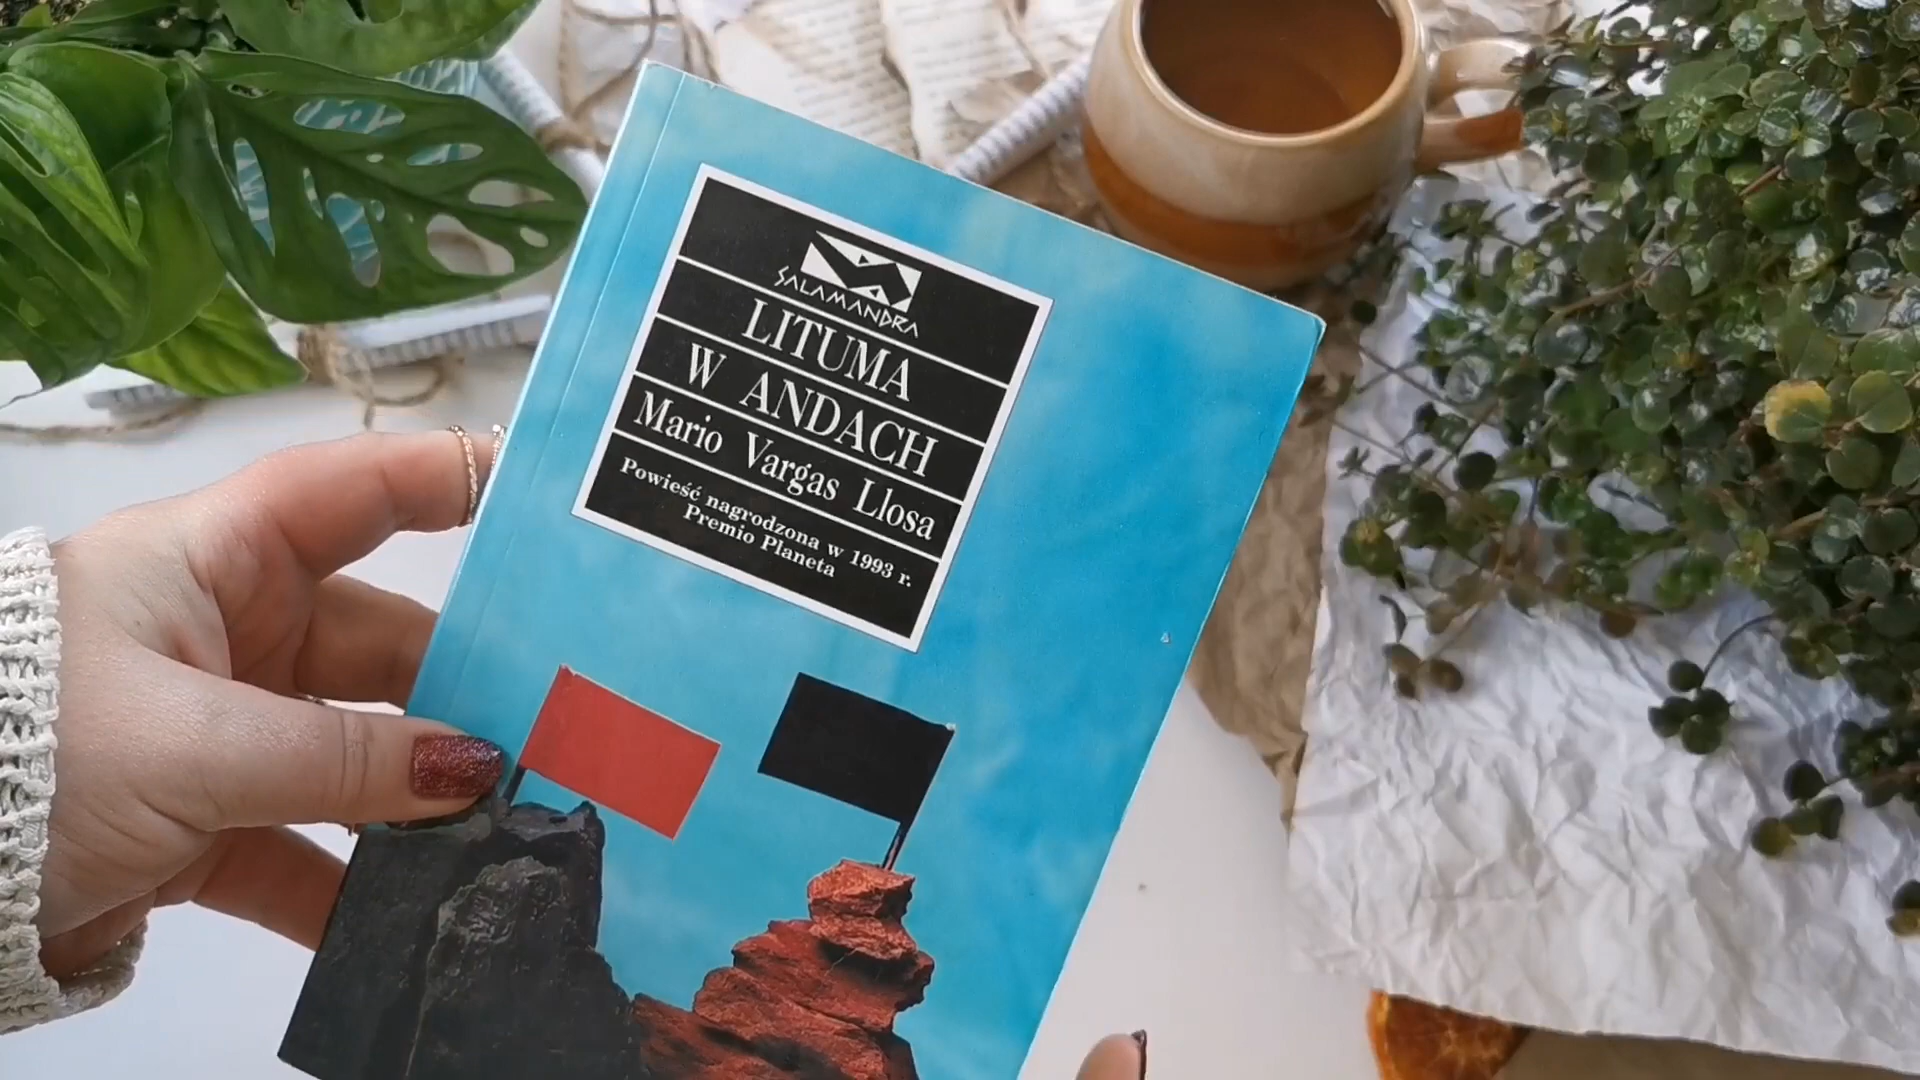 SALAMANDRA
LITUMA
W ANDACH
Mario Vargas Llosa
Powieść nagrodzona w 1993 r.
Premio Planeta